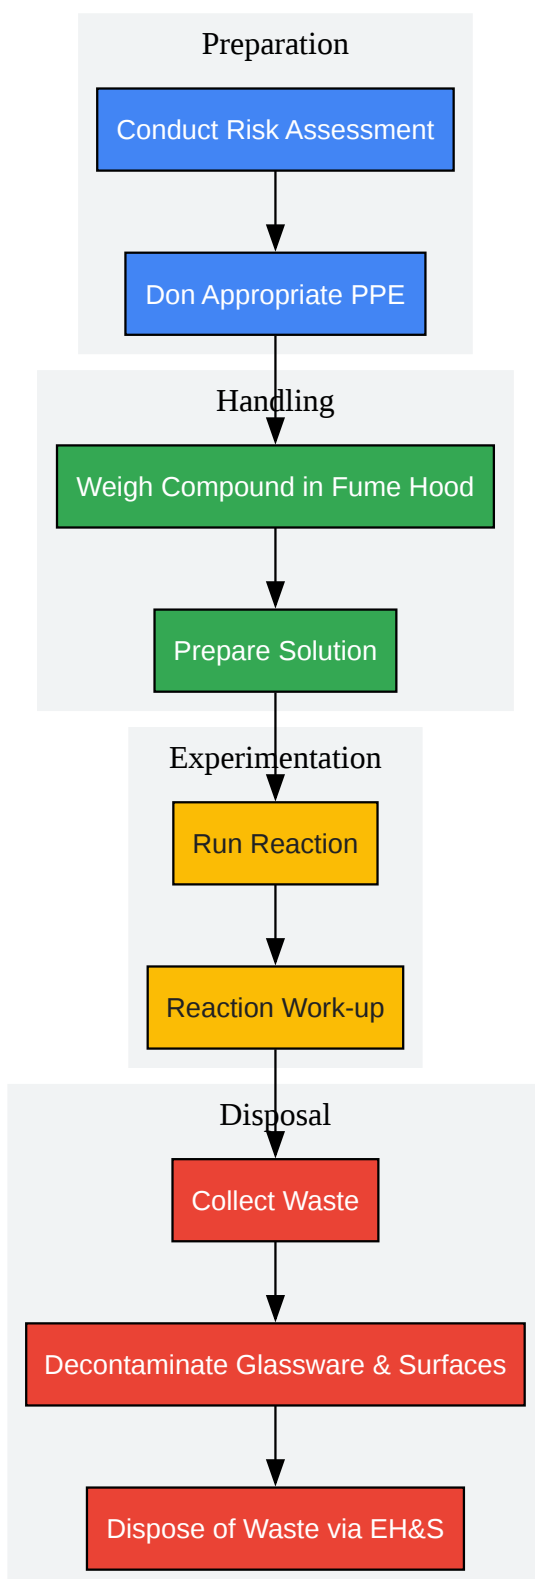 Preparation
Conduct Risk Assessment
Don Appropriate PPE
Handling
Weigh Compound in Fume Hood
Prepare Solution
Experimentation
Run Reaction
Reaction Work-up
Disposal
Collect Waste
Decontaminate Glassware & Surfaces
Dispose of Waste via EH&S